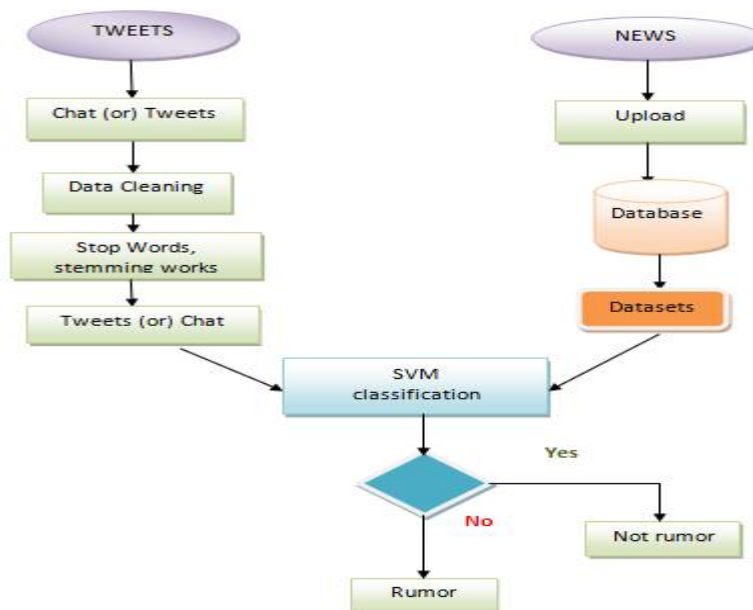 TWEETS
Chat (or) Tweets
Data Cleaning
Stop Words,
stemming works
Tweets (or) Chat
NEWS
Upload
Database
Datasets
SVM
classification
Yes
No
Not rumor
Rumor